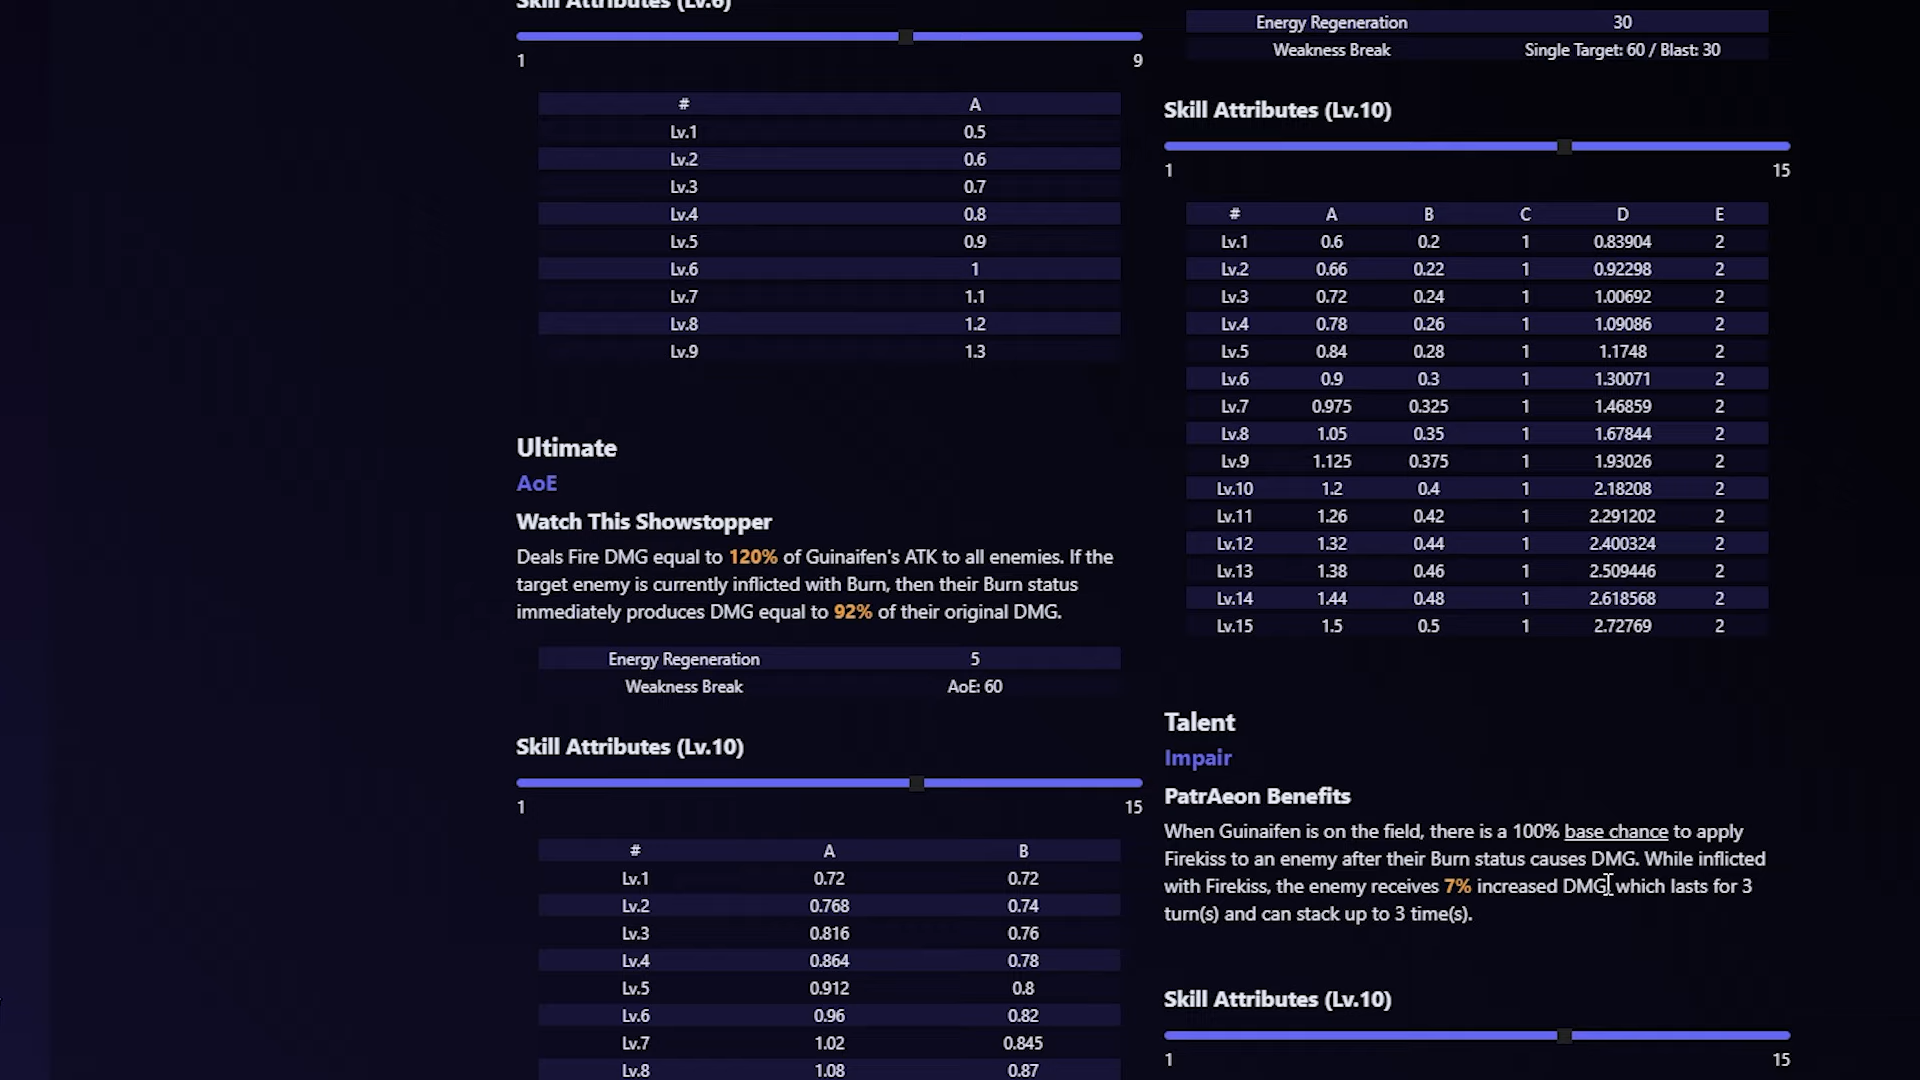 Skill Attributes (Lv.6)
1 9
# A
Lv.1 0.5
Lv.2 0.6
Lv.3 0.7
Lv.4 0.8
Lv.5 0.9
Lv.6 1
Lv.7 1.1
Lv.8 1.2
Lv.9 1.3
Ultimate
AoE
Watch This Showstopper
Deals Fire DMG equal to 120% of Guinaifen's ATK to all enemies. If the
target enemy is currently inflicted with Burn, then their Burn status
immediately produces DMG equal to 92% of their original DMG.
Energy Regeneration 5
Weakness Break AoE: 60
Skill Attributes (Lv.10)
1 15
# A B
Lv.1 0.72 0.72
Lv.2 0.768 0.74
Lv.3 0.816 0.76
Lv.4 0.864 0.78
Lv.5 0.912 0.8
Lv.6 0.96 0.82
Lv.7 1.02 0.845
Lv.8 1.08 0.87
Energy Regeneration 30
Weakness Break Single Target: 60 / Blast: 30
Skill Attributes (Lv.10)
1 15
# A B C D E
Lv.1 0.6 0.2 1 0.83904 2
Lv.2 0.66 0.22 1 0.92298 2
Lv.3 0.72 0.24 1 1.00692 2
Lv.4 0.78 0.26 1 1.09086 2
Lv.5 0.84 0.28 1 1.1748 2
Lv.6 0.9 0.3 1 1.30071 2
Lv.7 0.975 0.325 1 1.46859 2
Lv.8 1.05 0.35 1 1.67844 2
Lv.9 1.125 0.375 1 1.93026 2
Lv.10 1.2 0.4 1 2.18208 2
Lv.11 1.26 0.42 1 2.291202 2
Lv.12 1.32 0.44 1 2.400324 2
Lv.13 1.38 0.46 1 2.509446 2
Lv.14 1.44 0.48 1 2.618568 2
Lv.15 1.5 0.5 1 2.72769 2
Talent
Impair
PatrAeon Benefits
When Guinaifen is on the field, there is a 100% base chance to apply
Firekiss to an enemy after their Burn status causes DMG. While inflicted
with Firekiss, the enemy receives 7% increased DMG, which lasts for 3
turn(s) and can stack up to 3 time(s).
Skill Attributes (Lv.10)
1 15